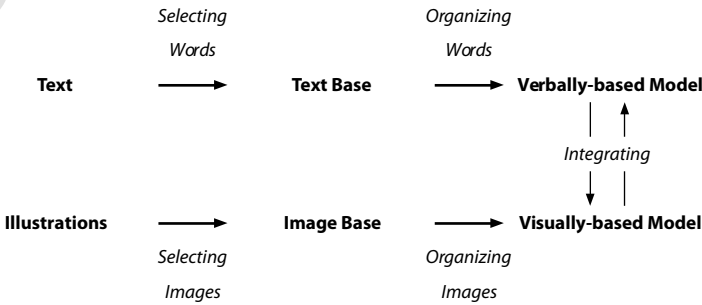 Selecting Organizing
Words Words
Text Text Base Verbally-based Model
Integrating
Illustrations Image Base Visually-based Model
Selecting Organizing
Images Images